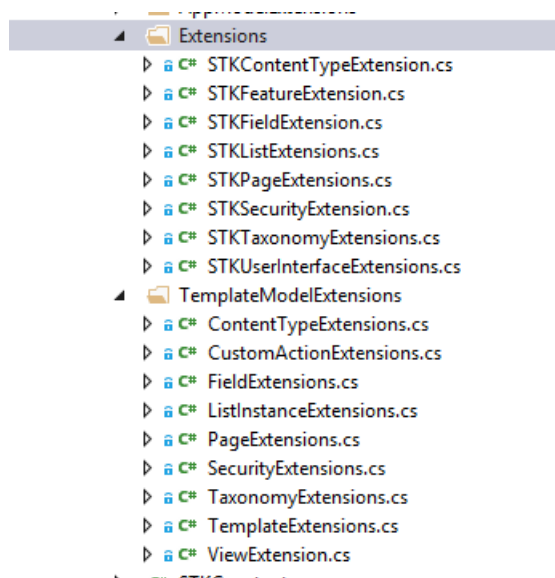 Extensions
C# STKContentTypeExtension.cs
C# STKFeatureExtension.cs
C# STKFieldExtension.cs
C# STKListExtensions.cs
C# STKPageExtensions.cs
C# STKSecurityExtension.cs
C# STKTaxonomyExtensions.cs
C# STKUserInterfaceExtensions.cs
TemplateModelExtensions
C# ContentTypeExtensions.cs
C# CustomActionExtensions.cs
C# FieldExtensions.cs
C# ListInstanceExtensions.cs
C# PageExtensions.cs
C# SecurityExtensions.cs
C# TaxonomyExtensions.cs
C# TemplateExtensions.cs
C# ViewExtension.cs